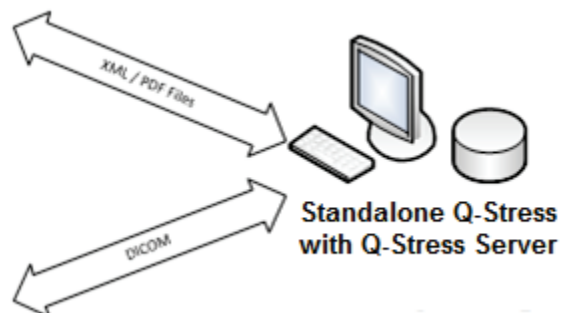 XML / PDF Files
Standalone Q-Stress
with Q-Stress Server
DICOM